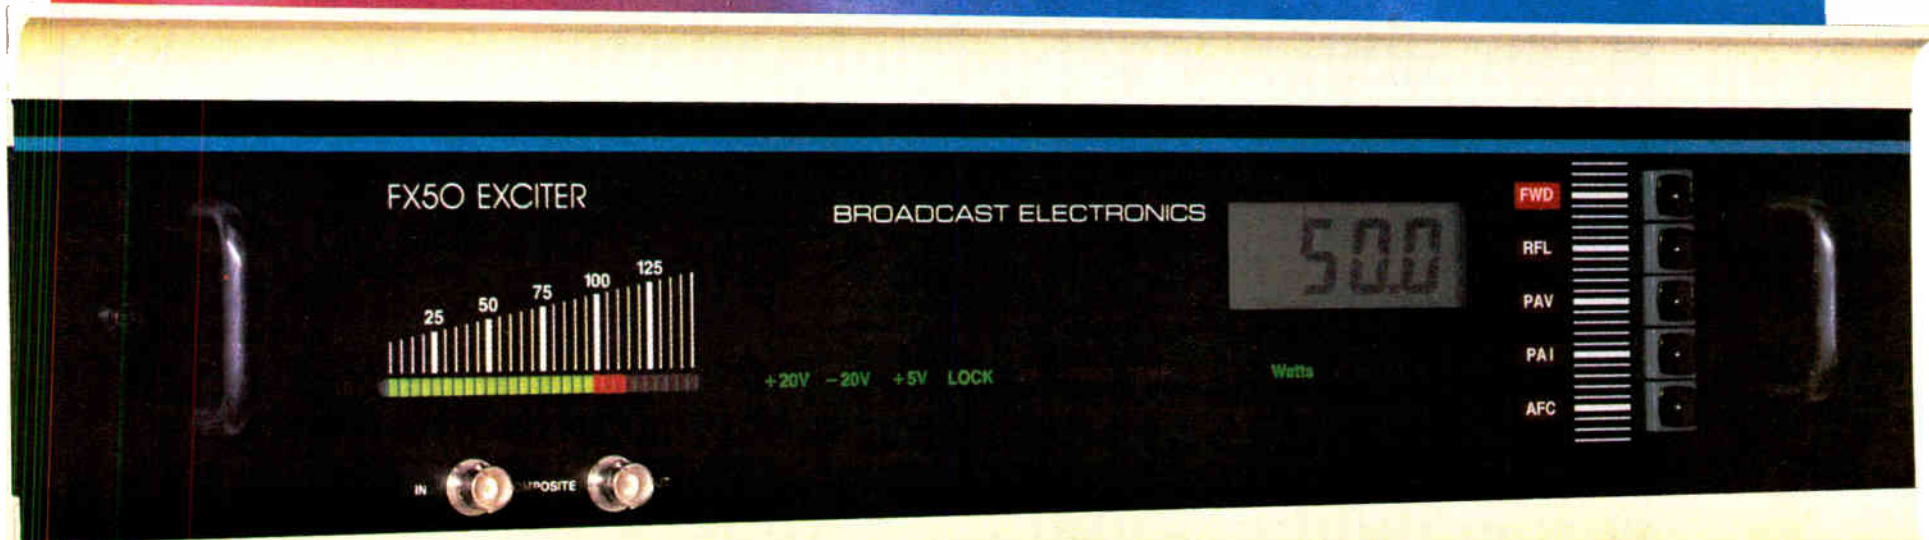 FX50 EXCITER
BROADCAST ELECTRONICS
50.0
FWD
RFL
PAV
PAI
AFC
25 50 75 100 125
+20V -20V +5V LOCK
Watts
IN